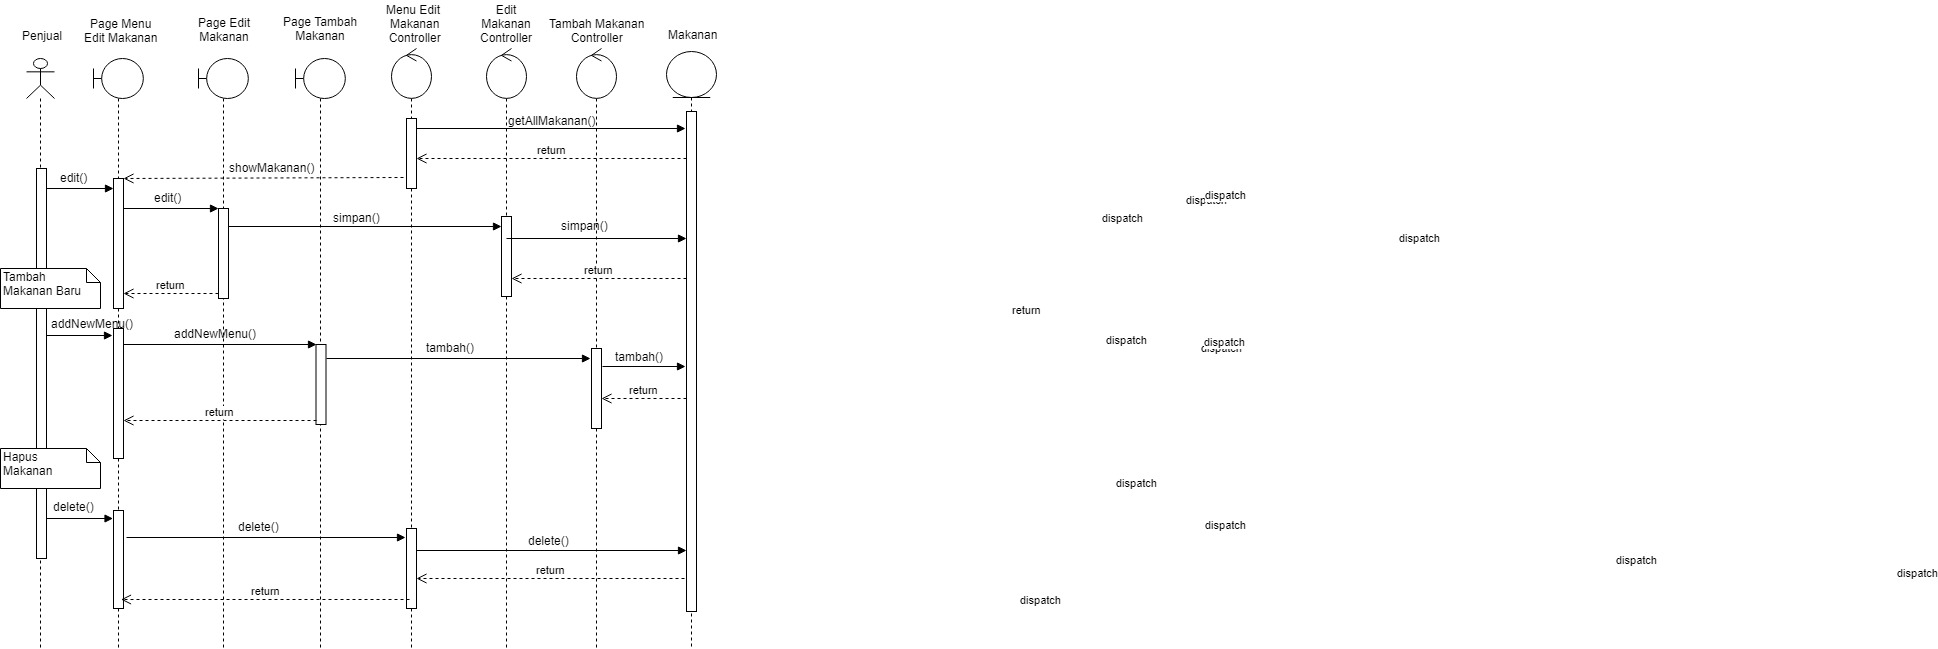 Penjual
Page Menu
Edit Makanan
Page Edit
Makanan
Page Tambah
Makanan
Menu Edit
Makanan
Controller
Edit
Makanan
Controller
Tambah Makanan
Controller
Makanan
getAllMakanan()
return
showMakanan()
edit()
edit()
simpan()
simpan()
return
Tambah
Makanan Baru
return
addNewMenu()
addNewMenu()
tambah()
tambah()
return
return
Hapus
Makanan
delete()
delete()
delete()
return
return
dispatch
dispatch
dispatch
dispatch
return
dispatch
dispatch
dispatch
dispatch
dispatch
dispatch
dispatch
dispatch